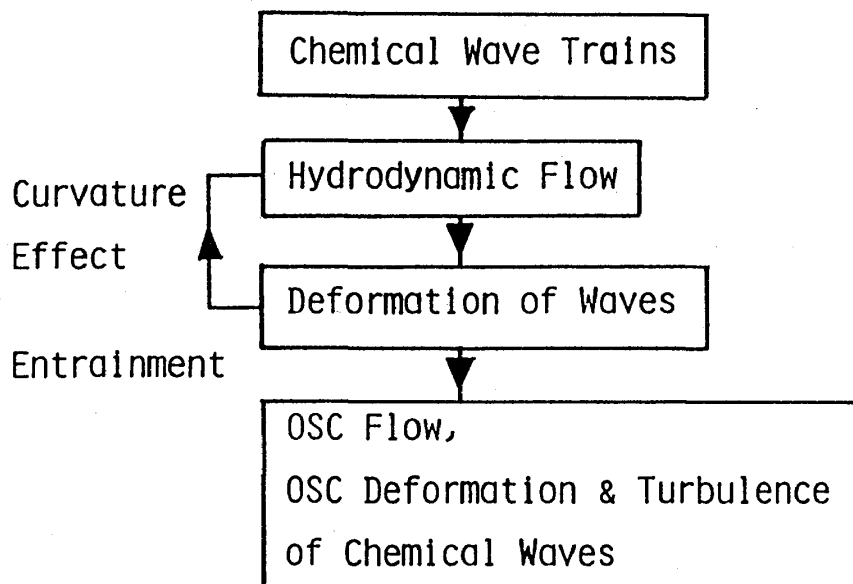 Chemical Wave Trains
Hydrodynamic Flow
Curvature
Effect
Deformation of Waves
Entrainment
OSC Flow,
OSC Deformation & Turbulence
of Chemical Waves